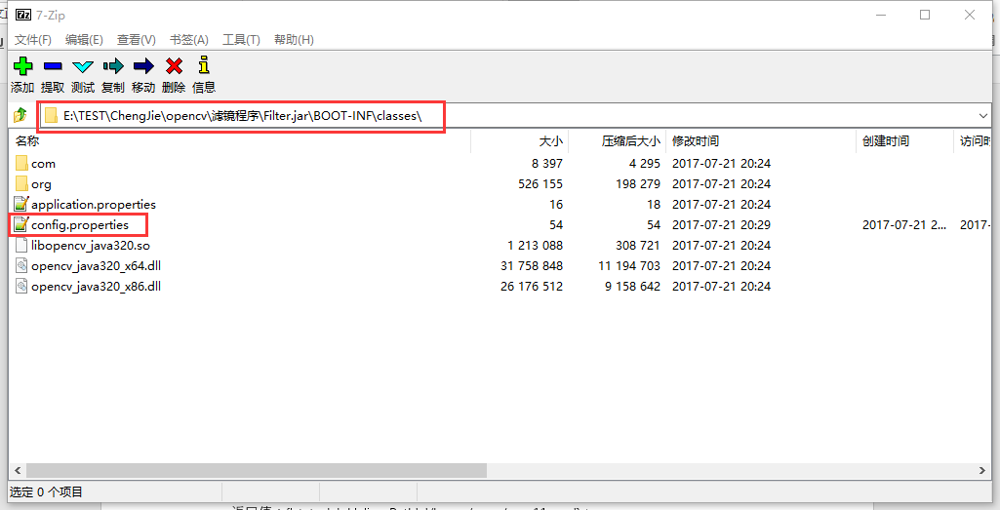 7-Zip
文件(F) 编辑(E) 查看(V) 书签(A) 工具(T) 帮助(H)
添加 提取 测试 复制 移动 删除 信息
E:\TEST\ChengJie\opencv\滤镜程序\Filter.jar\BOOT-INF\classes\
名称 大小 压缩后大小 修改时间 创建时间 访问时
com 8 397 4 295 2017-07-21 20:24
org 526 155 198 279 2017-07-21 20:24
application.properties 16 18 2017-07-21 20:24
config.properties 54 54 2017-07-21 20:29 2017-07-21 2... 2017-
libopencv_java320.so 1 213 088 308 721 2017-07-21 20:24
opencv_java320_x64.dll 31 758 848 11 194 703 2017-07-21 20:24
opencv_java320_x86.dll 26 176 512 9 158 642 2017-07-21 20:24
选定 0 个项目